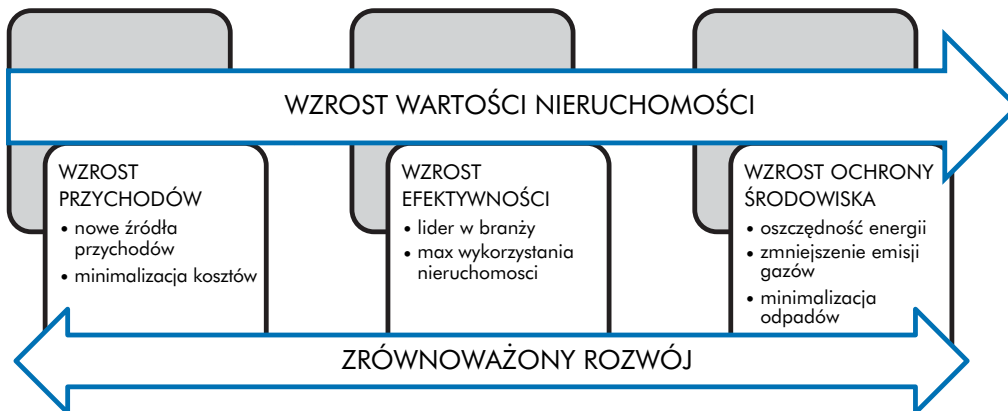 WZROST WARTOŚCI NIERUCHOMOŚCI
WZROST
PRZYCHODÓW
• nowe źródła
przychodów
• minimalizacja kosztów
WZROST
EFEKTYWNOŚCI
• lider w branży
• max wykorzystania
nieruchomosci
WZROST OCHRONY
ŚRODOWISKA
• oszczędność energii
• zmniejszenie emisji
gazów
• minimalizacja
odpadów
ZRÓWNOWAŻONY ROZWÓJ